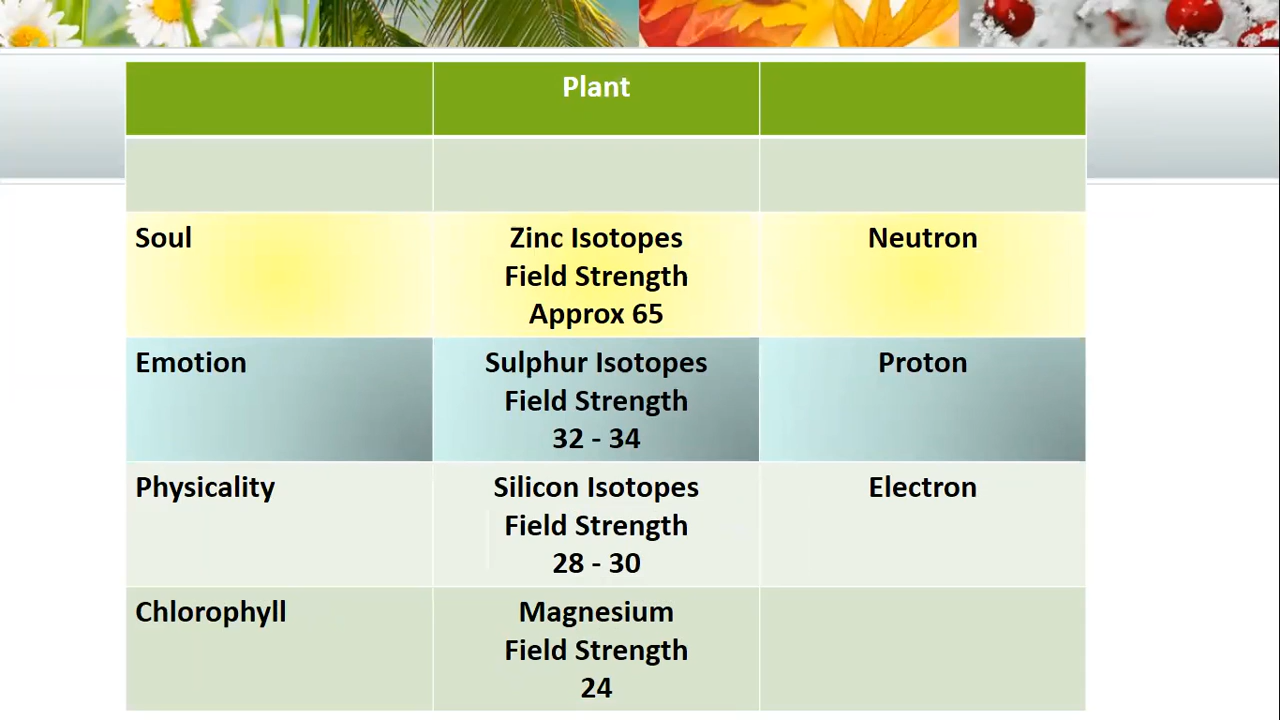 Plant
Soul
Zinc Isotopes
Field Strength
Approx 65
Neutron
Emotion
Sulphur Isotopes
Field Strength
32 - 34
Proton
Physicality
Silicon Isotopes
Field Strength
28 - 30
Electron
Chlorophyll
Magnesium
Field Strength
24